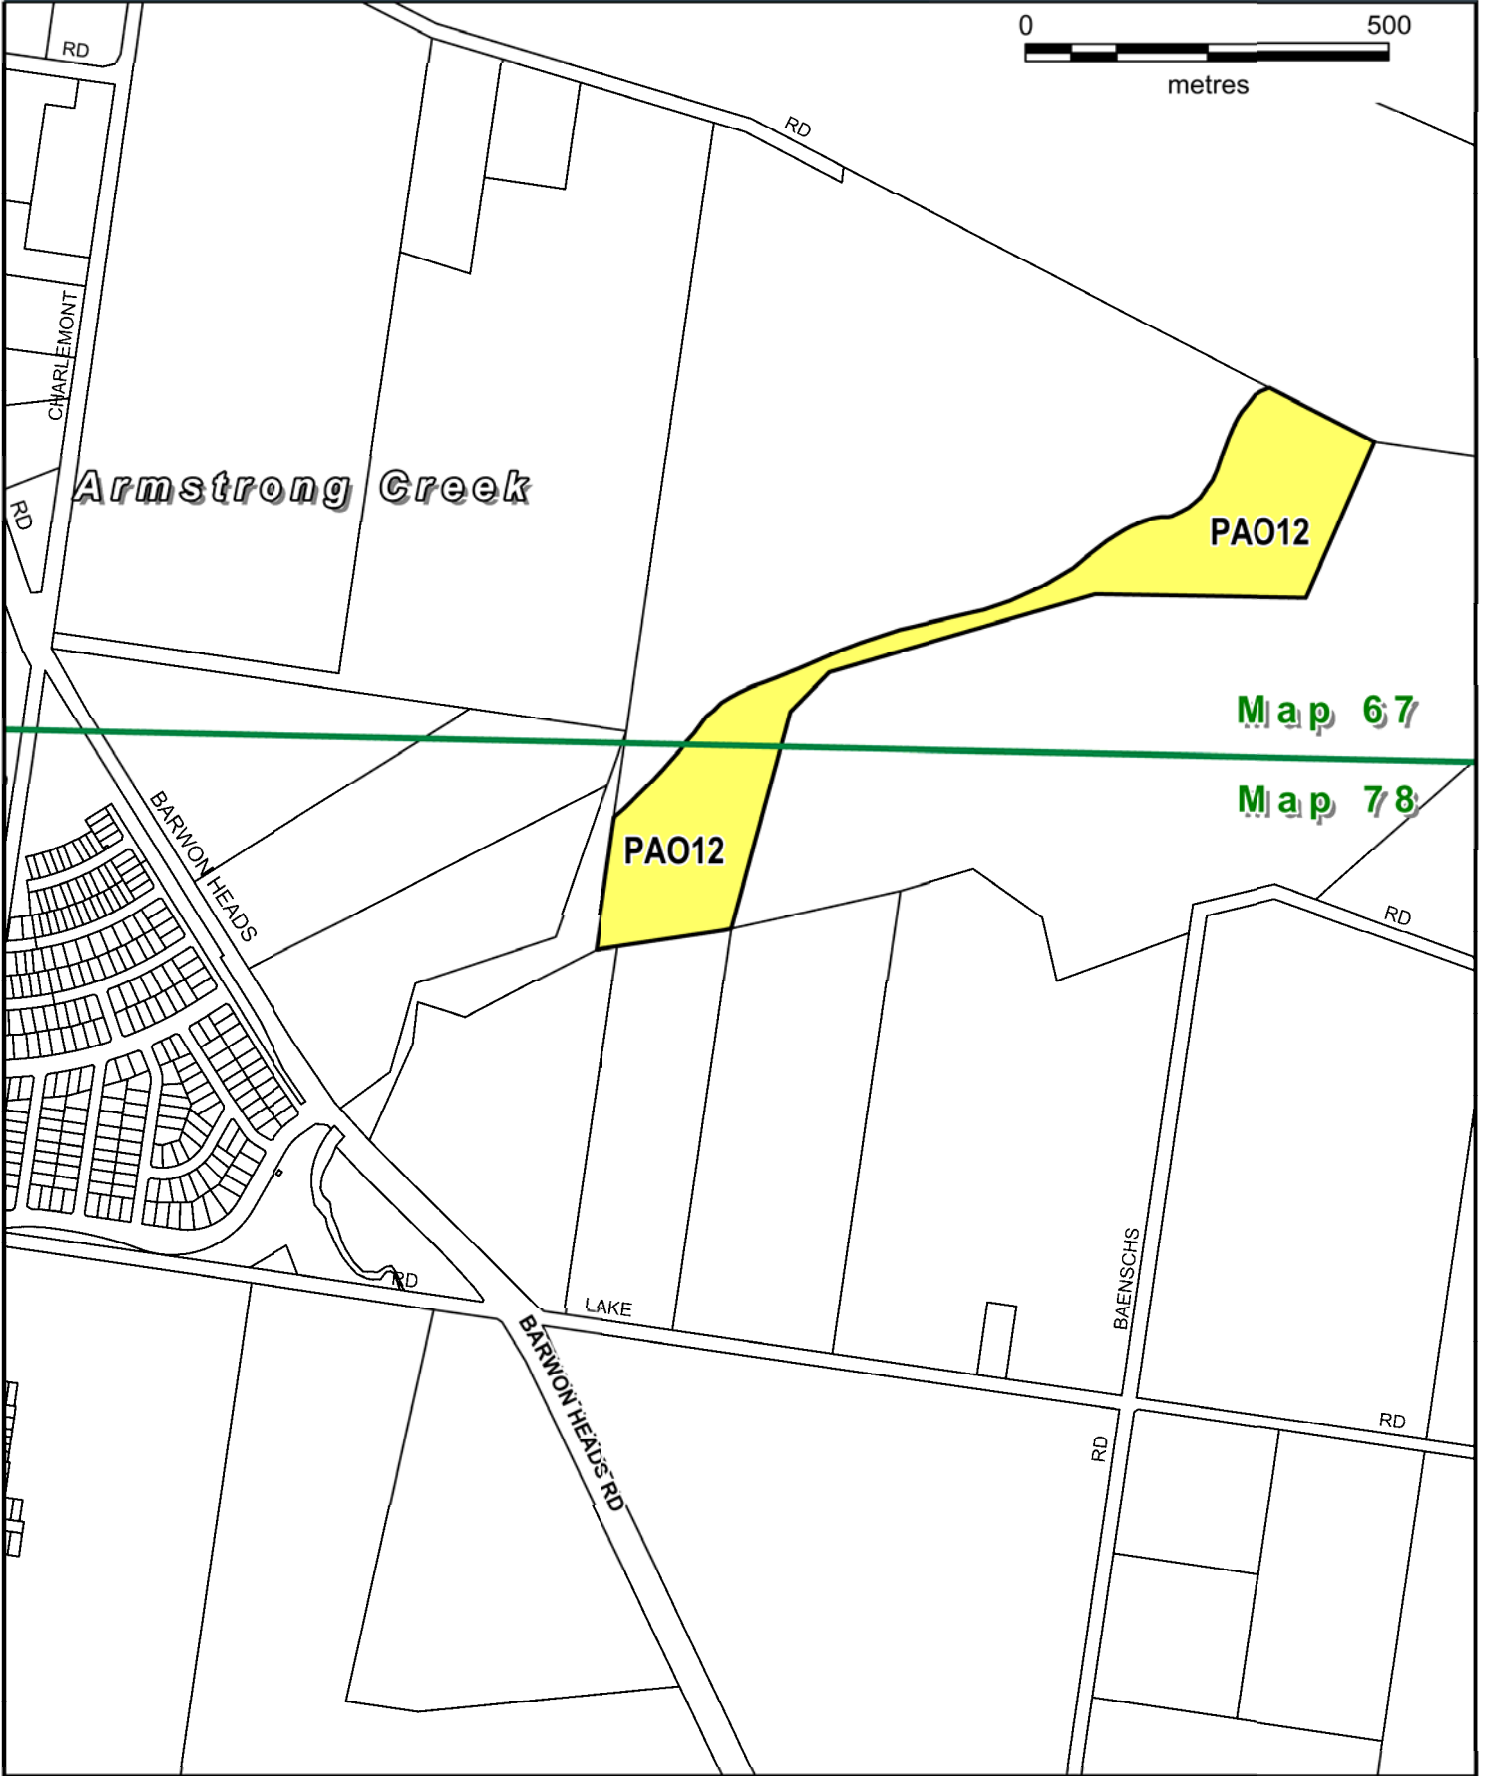 0 500
metres
RD
RD
CHARLEMONT
RD
Armstrong Creek
PAO12
Map 67
Map 78
BARWON HEADS
PAO12
RD
BAENSCHS
RD
LAKE
BARWON HEADS RD
RD
RD